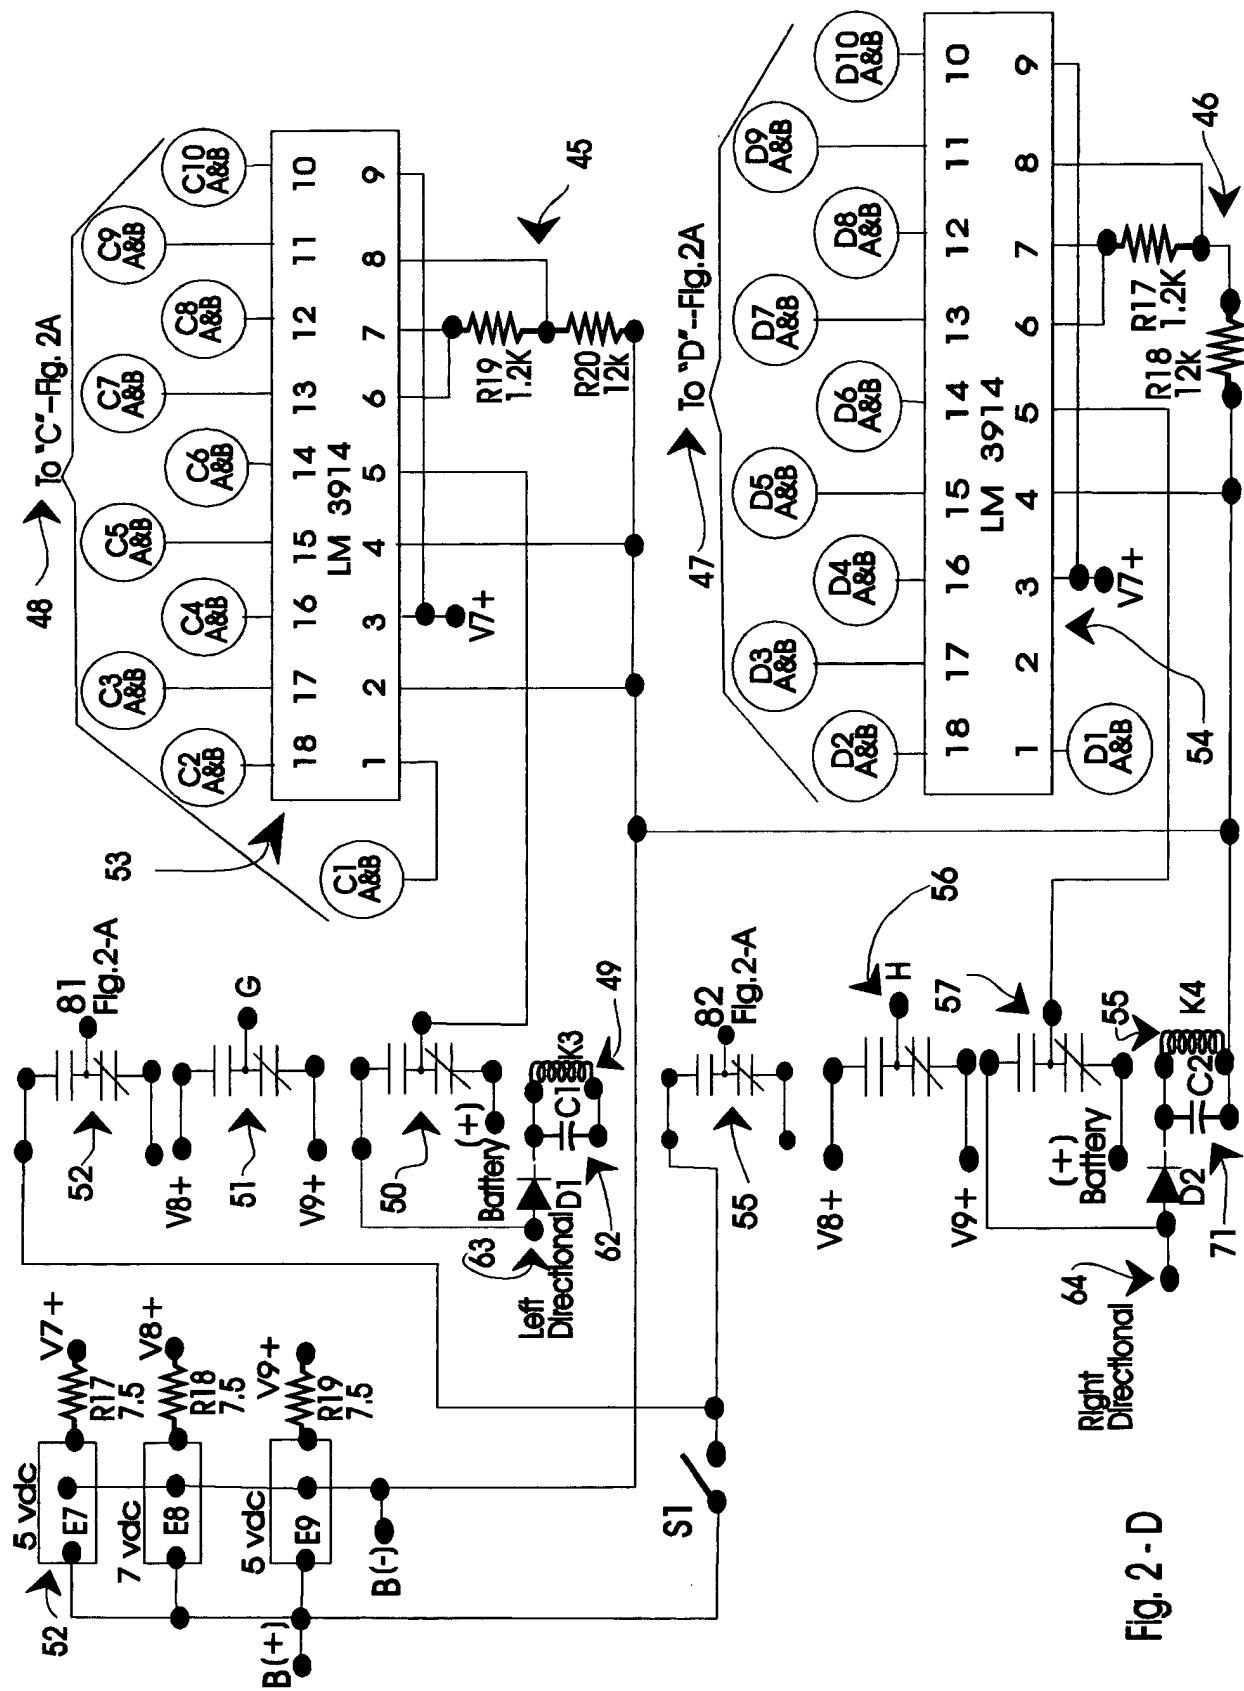 48
To "C"--Fig. 2A
C1
A&B
C2
A&B
C3
A&B
C4
A&B
C5
A&B
C6
A&B
C7
A&B
C8
A&B
C9
A&B
C10
A&B
53
18 17 16 15 14 13 12 11 10
LM 3914
1 2 3 4 5 6 7 8 9
V7+
R19
1.2K
R20
12k
45
52
5 vdc
E7
V7+
R17
7.5
7 vdc
E8
V8+
R18
7.5
5 vdc
E9
V9+
R19
7.5
B(+)
B(-)
S1
81
Fig.2-A
52
V8+
G
51
V9+
50
(+)
Battery
63
Left
Directional
D1
C1
K3
62
49
82
Fig.2-A
55
V8+
H
56
V9+
57
(+)
Battery
55
64
Right
Directional
D2
C2
K4
71
47
To "D"--Fig.2A
D1
A&B
D2
A&B
D3
A&B
D4
A&B
D5
A&B
D6
A&B
D7
A&B
D8
A&B
D9
A&B
D10
A&B
18 17 16 15 14 13 12 11 10
LM 3914
1 2 3 4 5 6 7 8 9
54
V7+
R17
1.2K
R18
12k
46
Fig. 2 - D